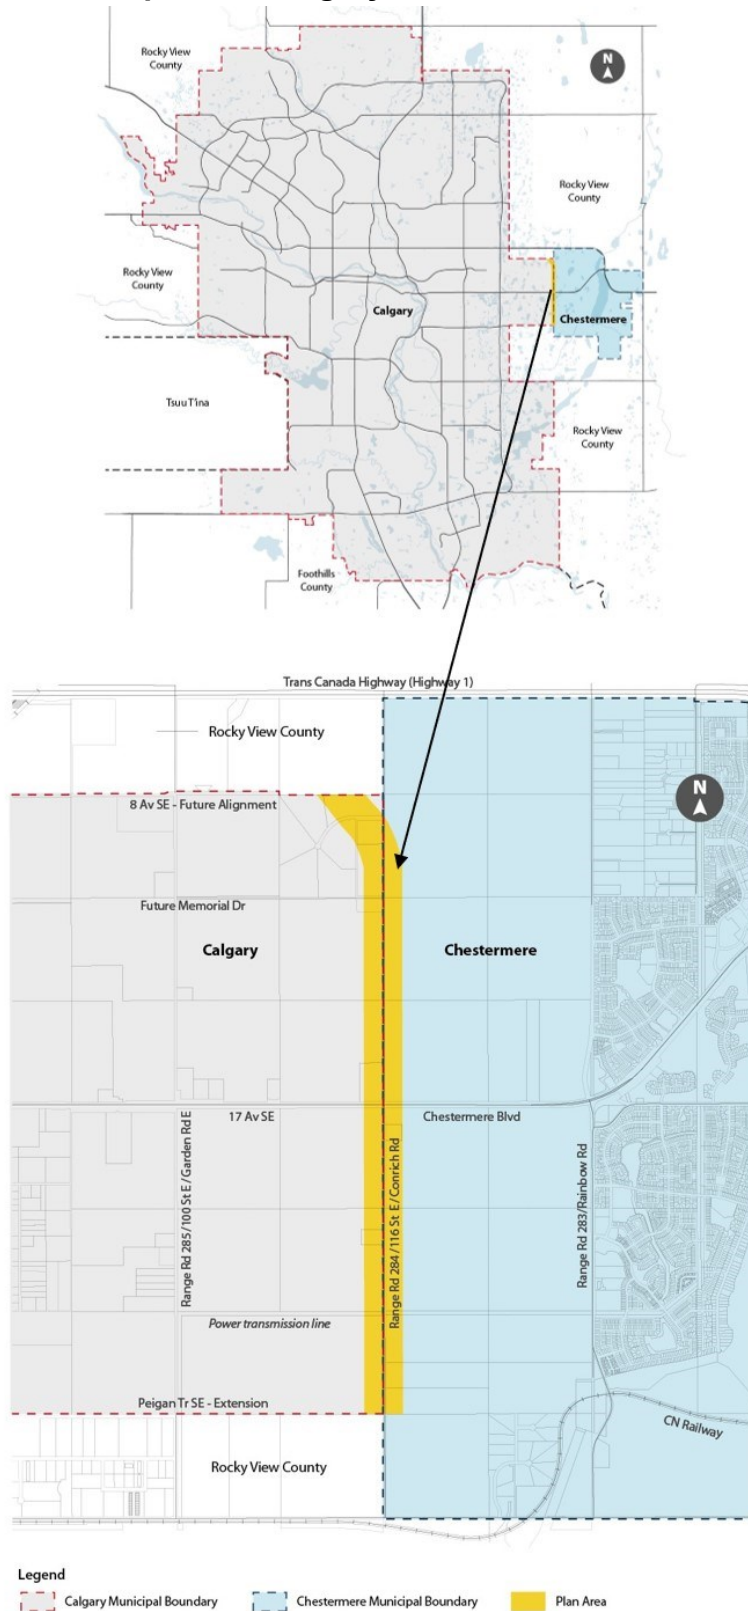 Rocky View
County
N
Rocky View
County
Rocky View
County
Calgary
Chestermere
Tsuu T'ina
Rocky View
County
Foothills
County
Trans Canada Highway (Highway 1)
Rocky View County
N
8 Av SE - Future Alignment
Future Memorial Dr
Calgary
Chestermere
17 Av SE
Chestermere Blvd
Range Rd 285/100 St E/Garden Rd E
Range Rd 284/116 St E/Conrich Rd
Range Rd 283/Rainbow Rd
Power transmission line
Peigan Tr SE - Extension
CN Railway
Rocky View County
Legend
Calgary Municipal Boundary
Chestermere Municipal Boundary
Plan Area